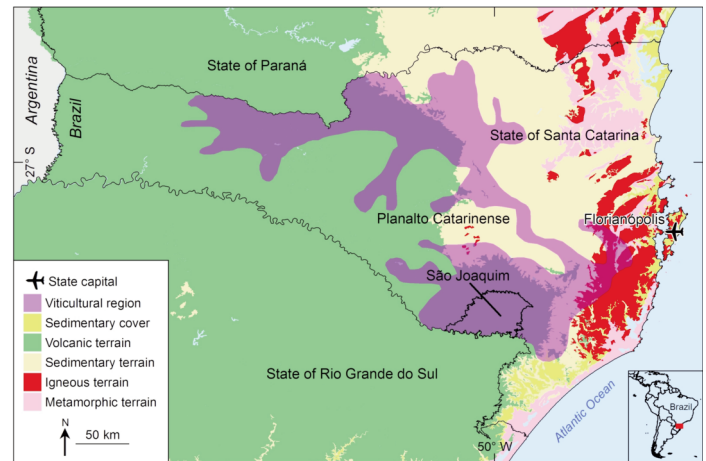 State of Paraná
Argentina
Brazil
State of Santa Catarina
27° S
Planalto Catarinense
Florianópolis
São Joaquim
State capital
Viticultural region
Sedimentary cover
Volcanic terrain
Sedimentary terrain
Igneous terrain
Metamorphic terrain
State of Rio Grande do Sul
Atlantic Ocean
Brazil
N
50 km
50° W